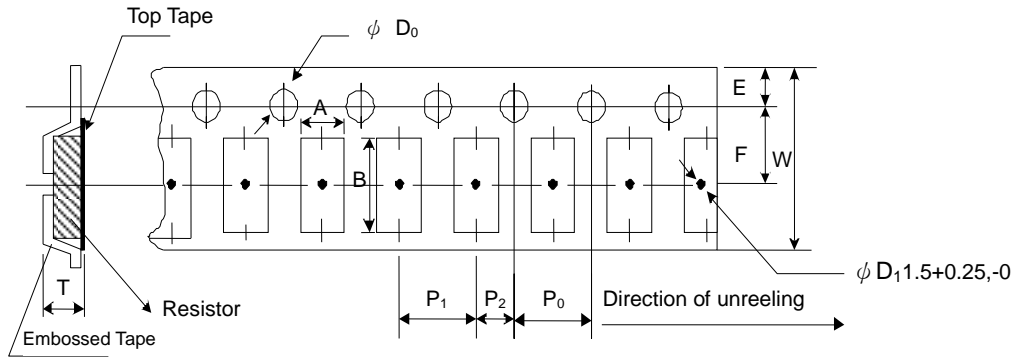 Top Tape
ϕ D₀
E
A
F
W
B
ϕ D₁1.5+0.25,-0
T
P₁
P₂
P₀
Direction of unreeling
Resistor
Embossed Tape